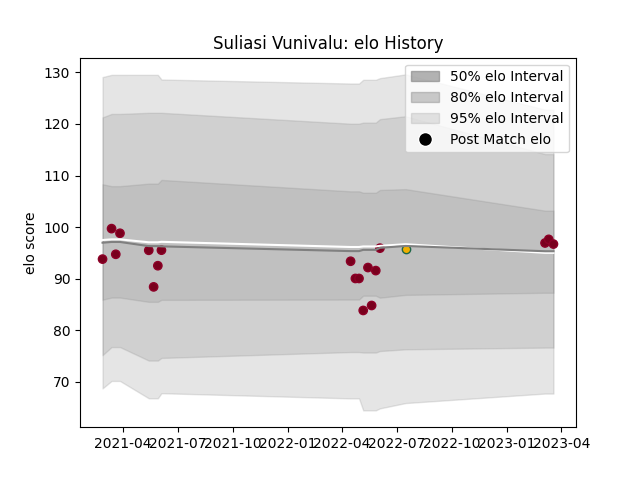 Suliasi Vunivalu: elo History
130
120
110
100
90
80
70
elo score
50% elo Interval
80% elo Interval
95% elo Interval
Post Match elo
2021-04 2021-07 2021-10 2022-01 2022-04 2022-07 2022-10 2023-01 2023-04